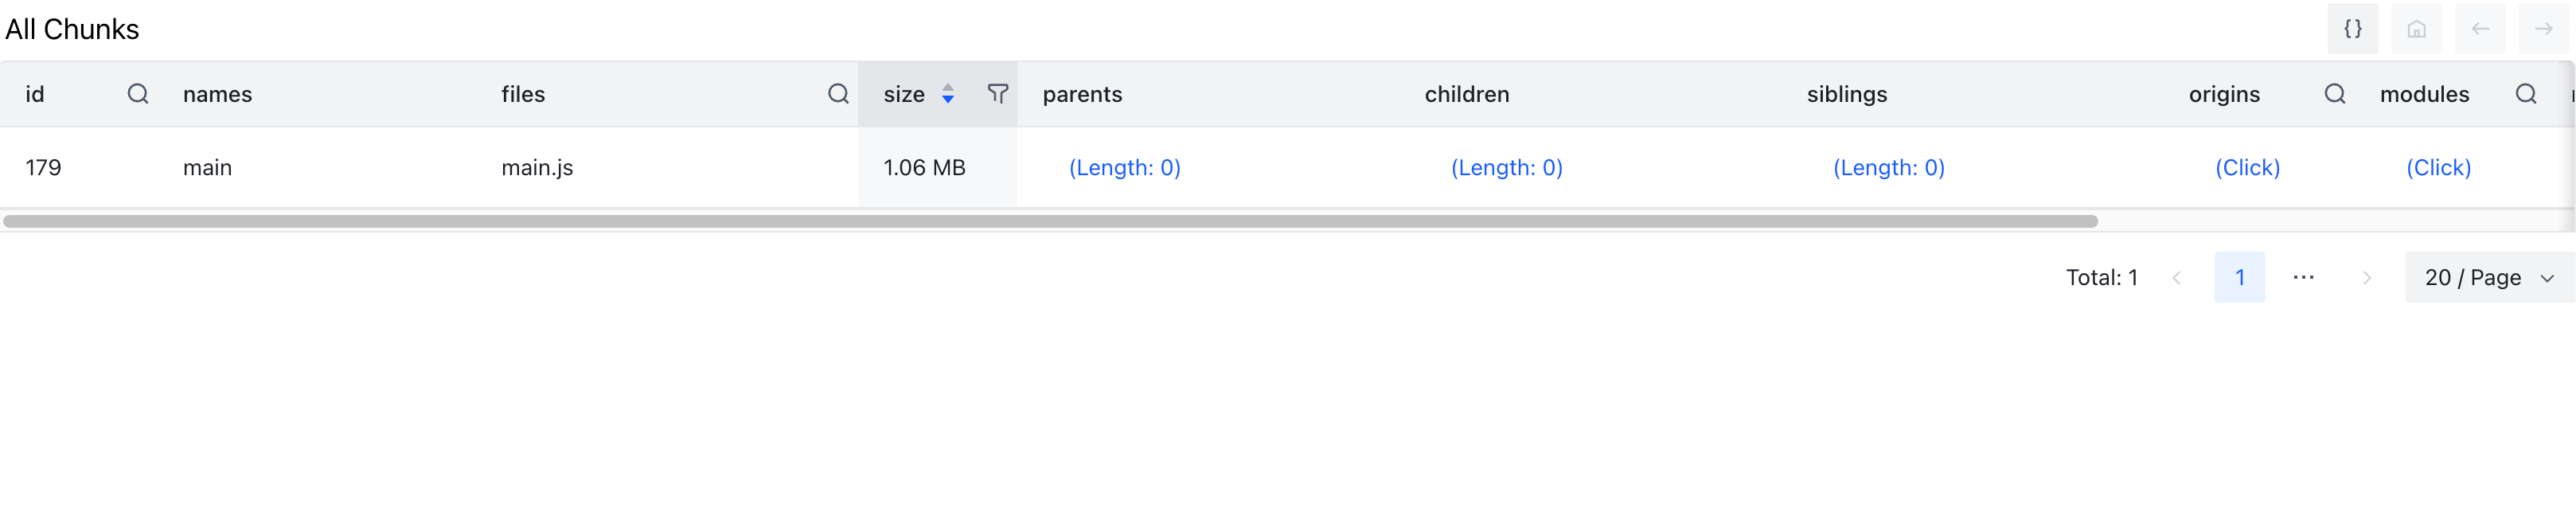 All Chunks
{}
id names files size parents children siblings origins modules
179 main main.js 1.06 MB (Length: 0) (Length: 0) (Length: 0) (Click) (Click)
Total: 1 1 ··· 20 / Page